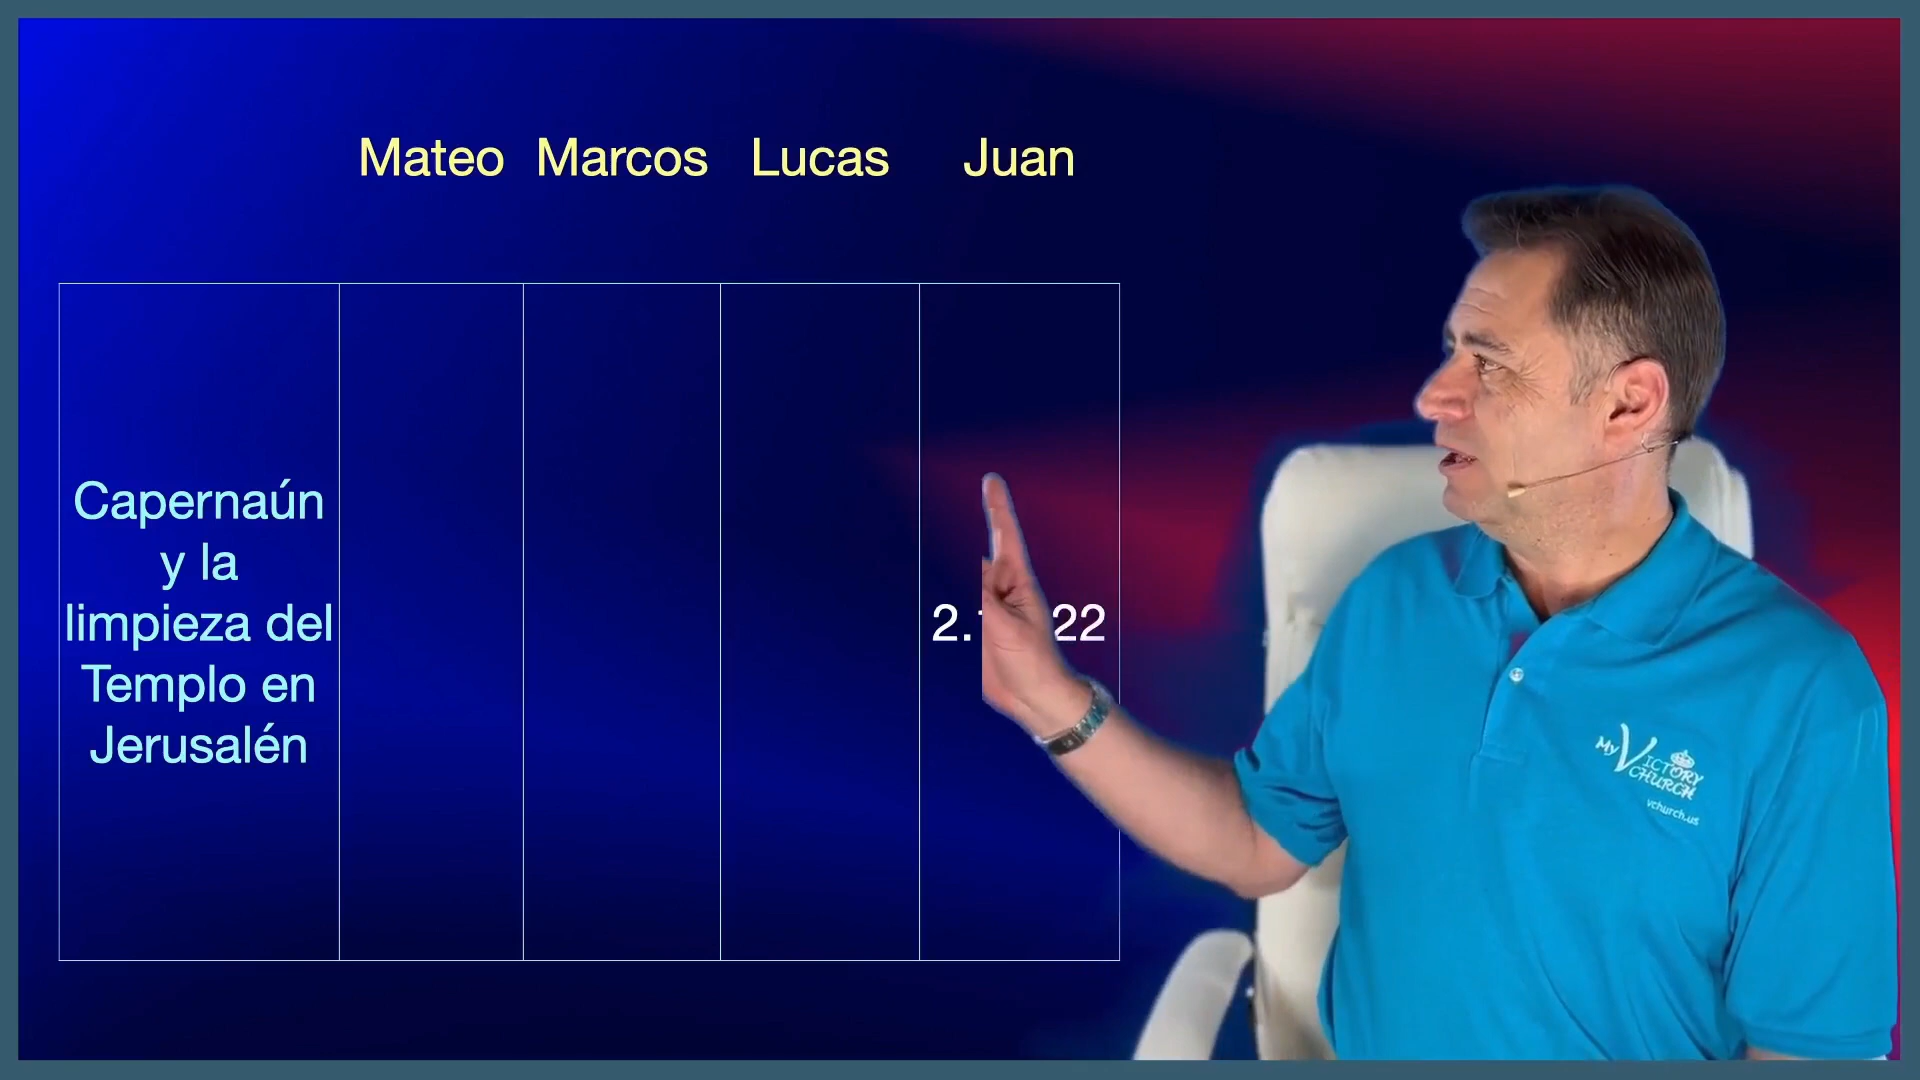 Mateo Marcos Lucas Juan
Capernaún
y la
limpieza del
Templo en
Jerusalén
2. 22
My Victory
Church
vchurch.us